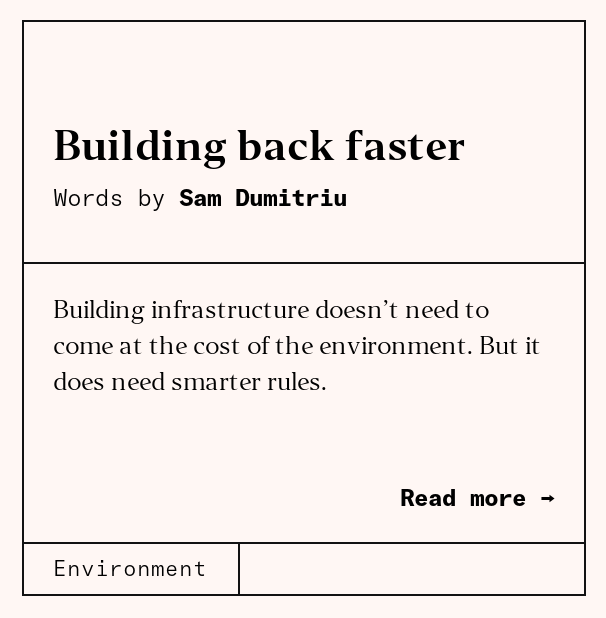 Building back faster
Words by Sam Dumitriu
Building infrastructure doesn’t need to
come at the cost of the environment. But it
does need smarter rules.
Read more →
Environment